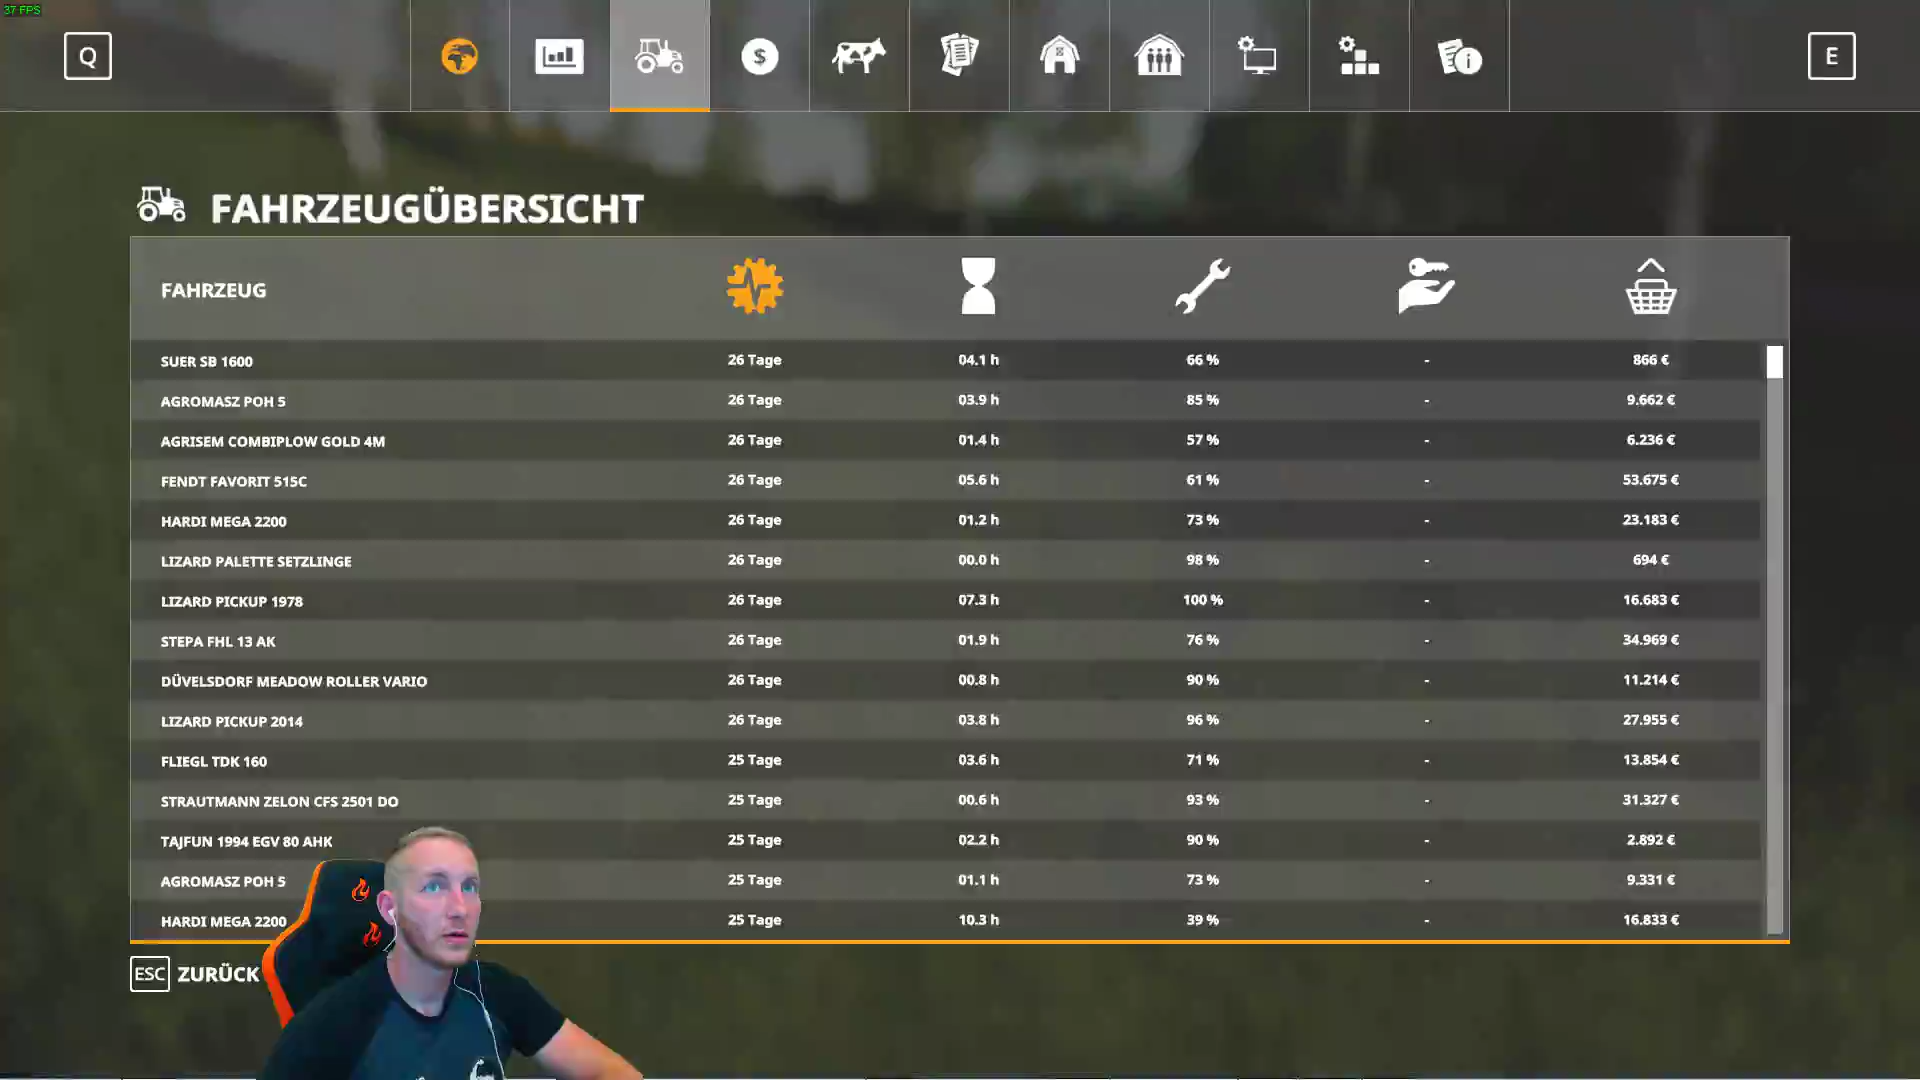 37 FPS
Q
$
i
E
FAHRZEUGÜBERSICHT
FAHRZEUG
SUER SB 1600 26 Tage 04.1 h 66 % - 866 €
AGROMASZ POH 5 26 Tage 03.9 h 85 % - 9.662 €
AGRISEM COMBIPLOW GOLD 4M 26 Tage 01.4 h 57 % - 6.236 €
FENDT FAVORIT 515C 26 Tage 05.6 h 61 % - 53.675 €
HARDI MEGA 2200 26 Tage 01.2 h 73 % - 23.183 €
LIZARD PALETTE SETZLINGE 26 Tage 00.0 h 98 % - 694 €
LIZARD PICKUP 1978 26 Tage 07.3 h 100 % - 16.683 €
STEPA FHL 13 AK 26 Tage 01.9 h 76 % - 34.969 €
DÜVELSDORF MEADOW ROLLER VARIO 26 Tage 00.8 h 90 % - 11.214 €
LIZARD PICKUP 2014 26 Tage 03.8 h 96 % - 27.955 €
FLIEGL TDK 160 25 Tage 03.6 h 71 % - 13.854 €
STRAUTMANN ZELON CFS 2501 DO 25 Tage 00.6 h 93 % - 31.327 €
TAJFUN 1994 EGV 80 AHK 25 Tage 02.2 h 90 % - 2.892 €
AGROMASZ POH 5 25 Tage 01.1 h 73 % - 9.331 €
HARDI MEGA 2200 25 Tage 10.3 h 39 % - 16.833 €
ESC ZURÜCK